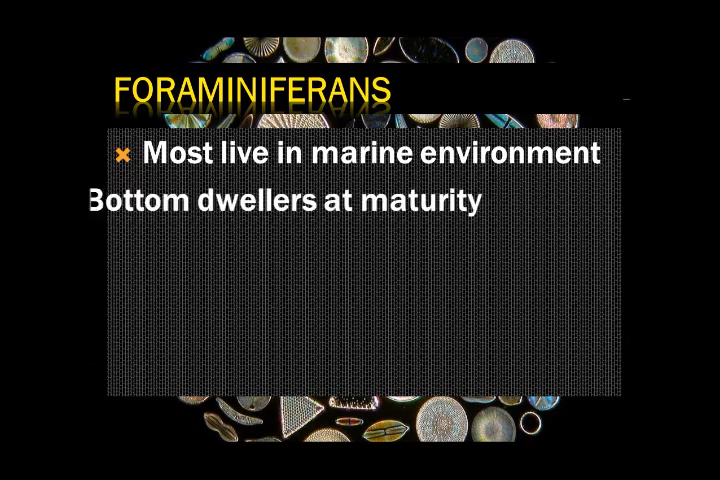 FORAMINIFERANS
Most live in marine environment
Bottom dwellers at maturity